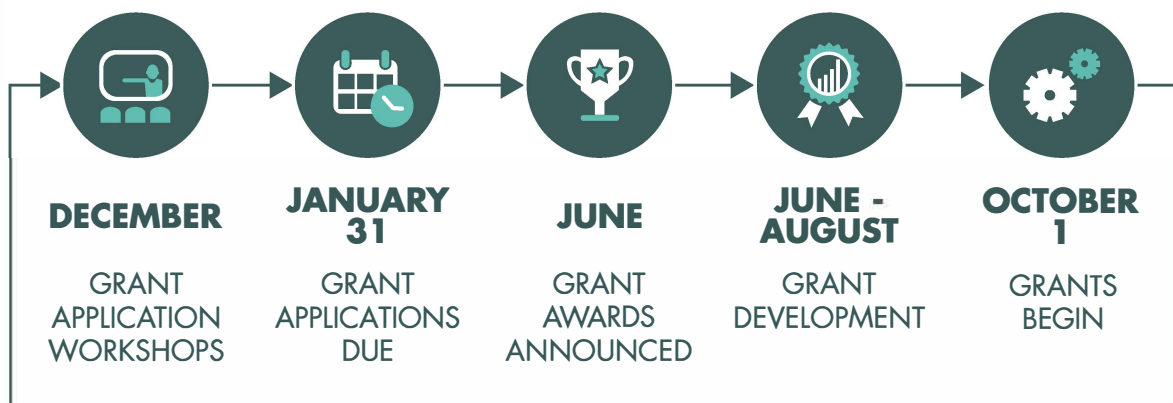 DECEMBER
GRANT
APPLICATION
WORKSHOPS
JANUARY
31
GRANT
APPLICATIONS
DUE
JUNE
GRANT
AWARDS
ANNOUNCED
JUNE -
AUGUST
GRANT
DEVELOPMENT
OCTOBER
1
GRANTS
BEGIN